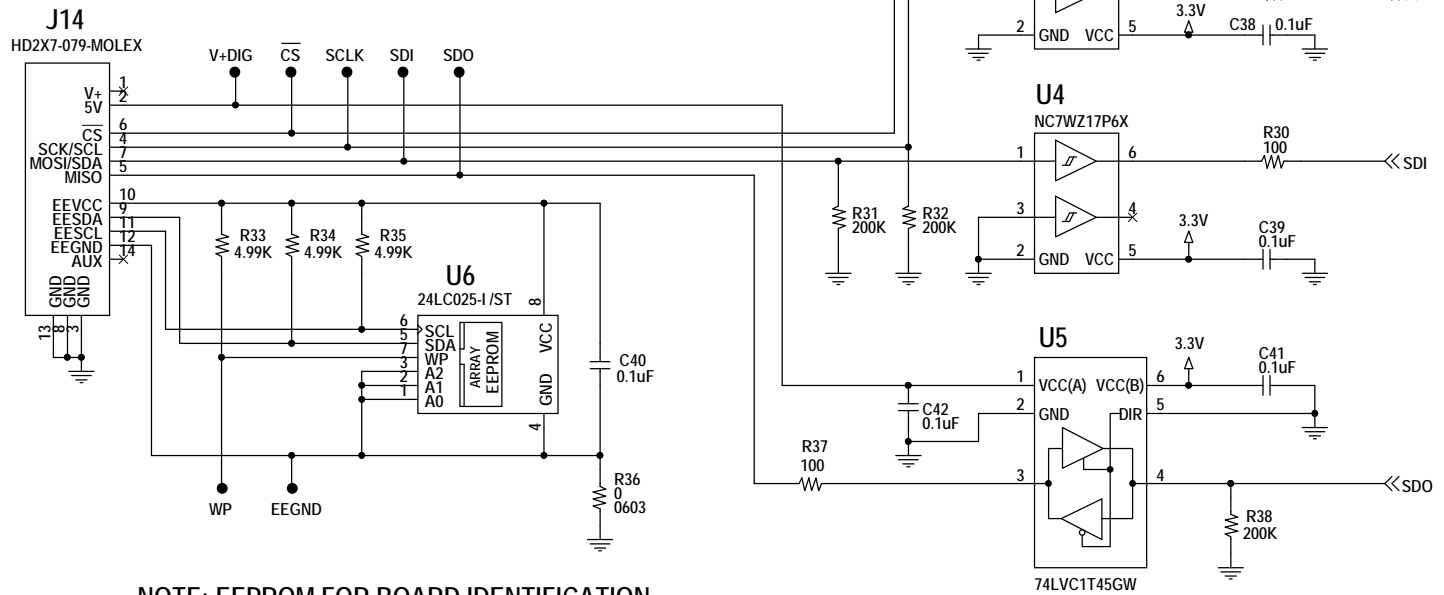 J14
HD2X7-079-MOLEX
V+DIG
CS
SCLK
SDI
SDO
V+
1
5V
2
CS
6
SCK/SCL
4
MOSI/SDA
7
MISO
5
EEVCC
10
EESDA
9
EESCL
11
EEGND
12
AUX
14
GND
GND
GND
13
8
3
R33
4.99K
R34
4.99K
R35
4.99K
U6
24LC025-I /ST
6
SCL
5
SDA
7
WP
3
A2
2
A1
1
A0
ARRAY
EEPROM
8
VCC
GND
4
C40
0.1uF
R36
0
0603
WP
EEGND
2
GND
VCC
5
3.3V
C38
0.1uF
U4
NC7WZ17P6X
1
6
R30
100
SDI
3
4
2
GND
VCC
5
3.3V
C39
0.1uF
R31
200K
R32
200K
U5
1
VCC(A)
VCC(B)
6
3.3V
C41
0.1uF
2
GND
DIR
5
C42
0.1uF
R37
100
3
4
SDO
R38
200K
74LVC1T45GW
NOTE: EEPROM FOR BOARD IDENTIFICATION